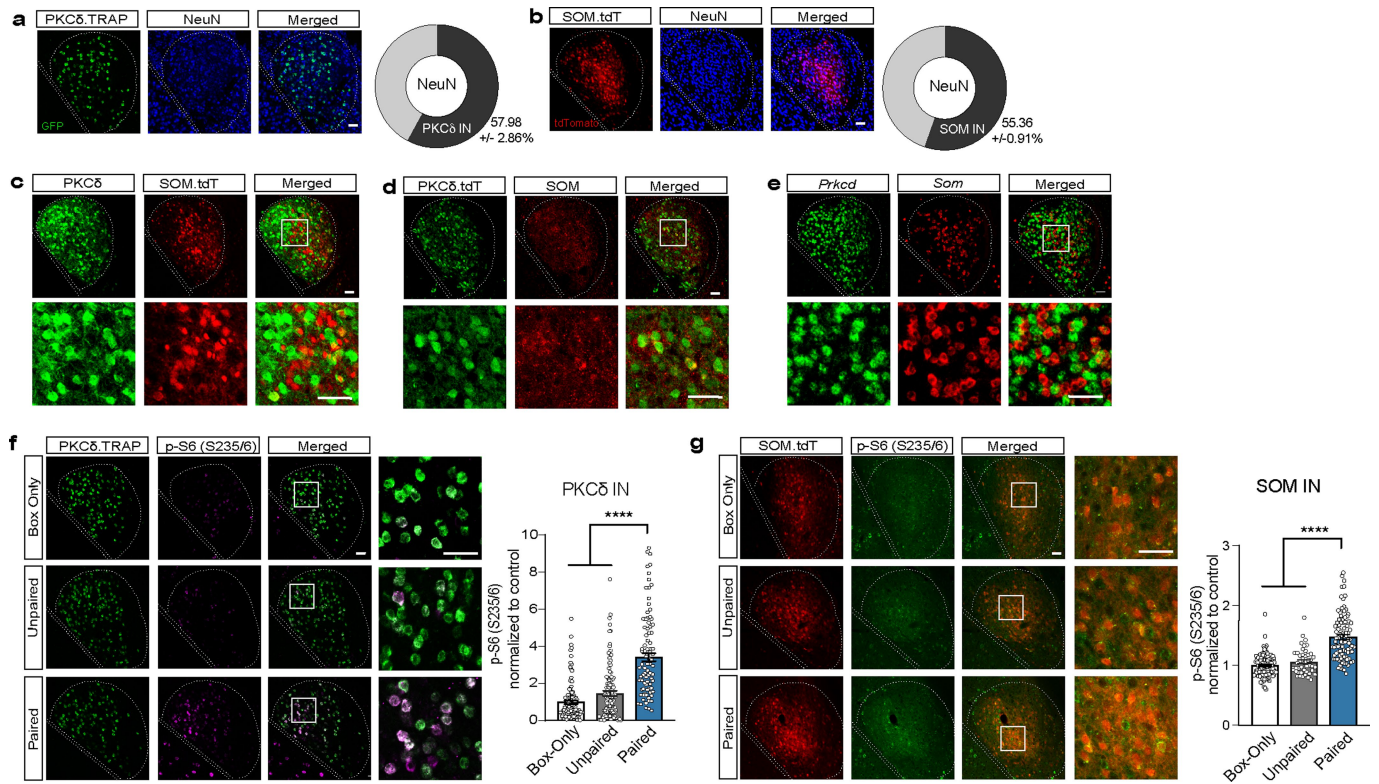 a
PKCδ.TRAP
NeuN
Merged
GFP
NeuN
PKCδ IN
57.98
+/- 2.86%
b
SOM.tdT
NeuN
Merged
tdTomato
NeuN
SOM IN
55.36
+/-0.91%
c
PKCδ
SOM.tdT
Merged
d
PKCδ.tdT
SOM
Merged
e
Prkcd
Som
Merged
f
PKCδ.TRAP
p-S6 (S235/6)
Merged
Box Only
Unpaired
Paired
PKCδ IN
****
p-S6 (S235/6)
normalized to control
10
8
6
4
2
0
Box-Only
Unpaired
Paired
g
SOM.tdT
p-S6 (S235/6)
Merged
Box Only
Unpaired
Paired
SOM IN
****
p-S6 (S235/6)
normalized to control
3
2
1
0
Box-Only
Unpaired
Paired